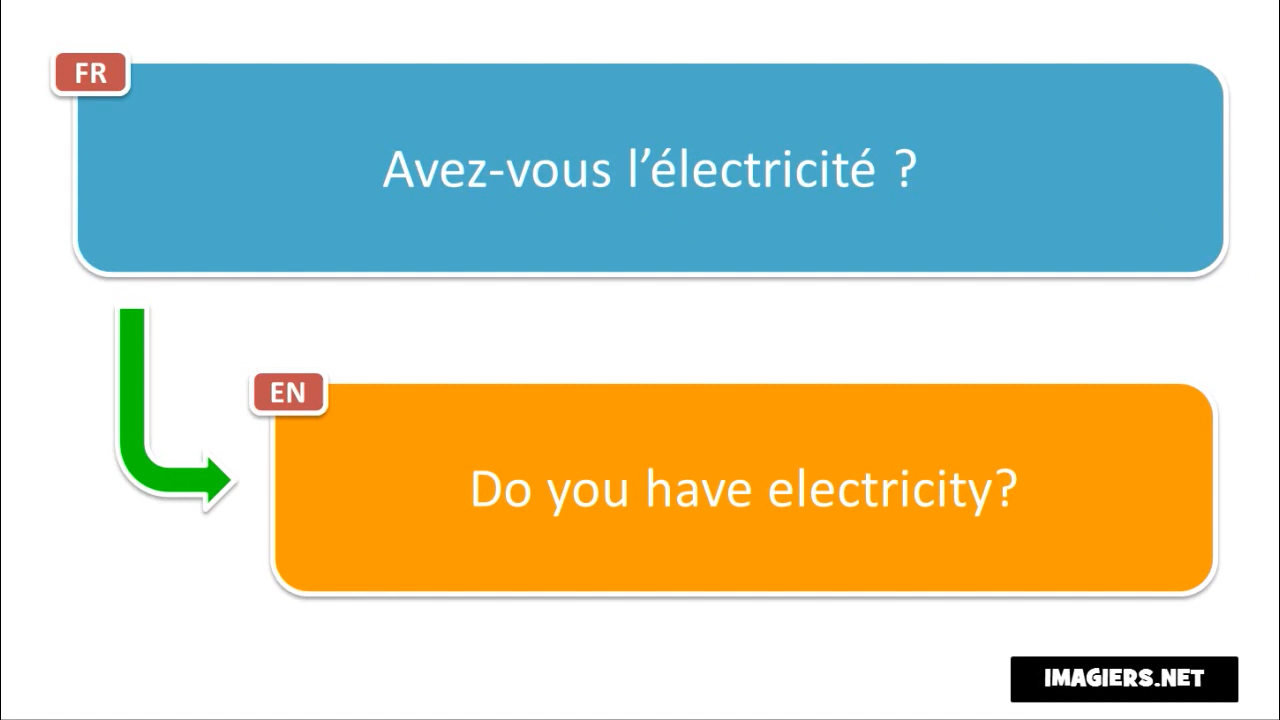 FR
Avez-vous l’électricité ?
EN
Do you have electricity?
IMAGIERS.NET